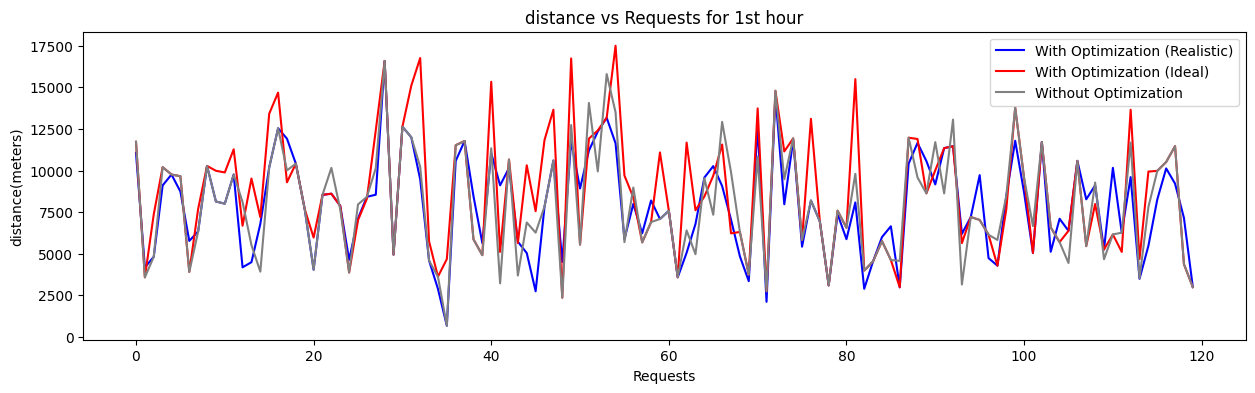 distance vs Requests for 1st hour
distance(meters)
17500
15000
12500
10000
7500
5000
2500
0
With Optimization (Realistic)
With Optimization (Ideal)
Without Optimization
0 20 40 60 80 100 120
Requests